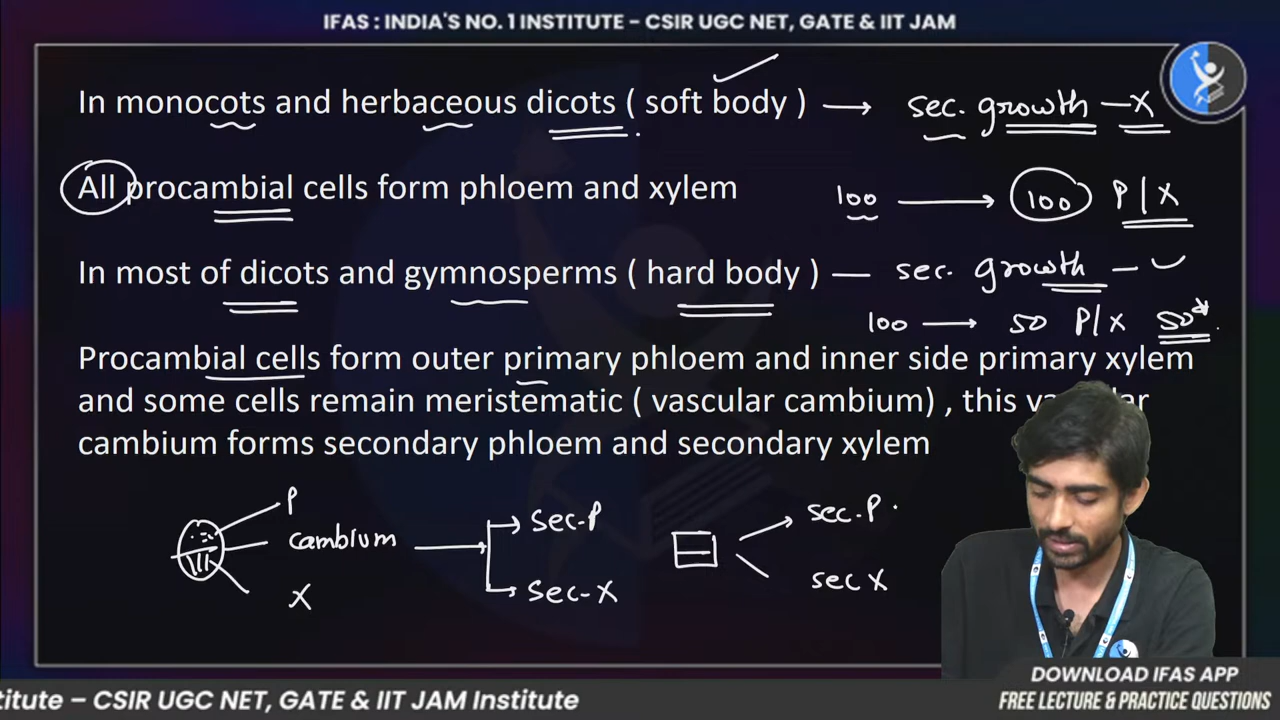 IFAS : INDIA'S NO. 1 INSTITUTE – CSIR UGC NET, GATE & IIT JAM
In monocots and herbaceous dicots ( soft body ) → sec. growth – X
All procambial cells form phloem and xylem 100 → 100 P | X
In most of dicots and gymnosperms ( hard body ) – sec. growth –
100 → 50 P/X 50*
Procambial cells form outer primary phloem and inner side primary xylem
and some cells remain meristematic ( vascular cambium) , this
cambium forms secondary phloem and secondary xylem
P
cambium → sec-P
X sec-X
sec-P
sec X
DOWNLOAD IFAS APP
FREE LECTURE & PRACTICE QUESTIONS
titute – CSIR UGC NET, GATE & IIT JAM Institute